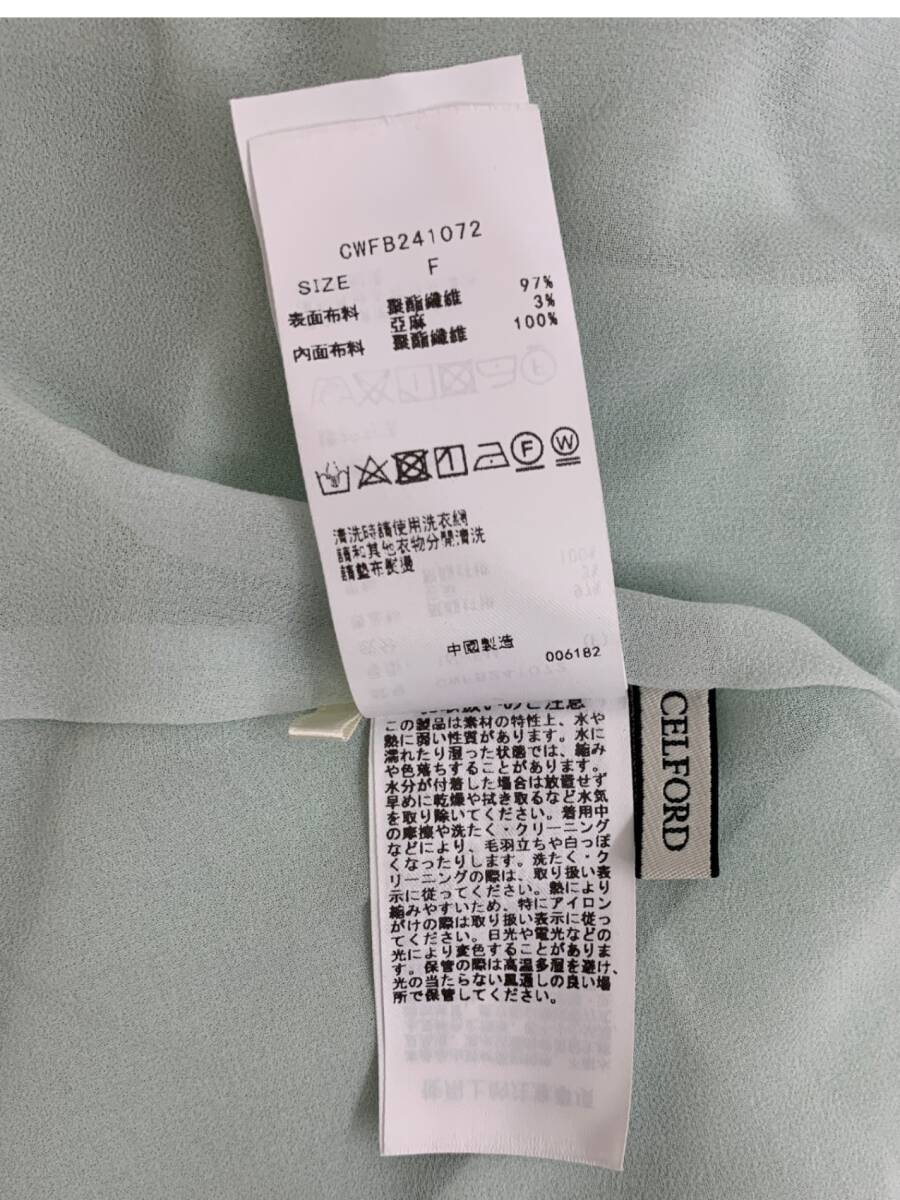 CWFB241072
SIZE F
表面布料 聚酯纖維 97%
亞麻 3%
內面布料 聚酯纖維 100%
F W
清洗時請使用洗衣網
請和其他衣物分開清洗
請墊布熨燙
中國製造 006182
CELFORD
扱いのご注意
この製品は素材の特性上、水や
熱に弱い性質があります。水に
濡れたり湿った状態では、縮み
や色落ちすることがあります。
水分が付着した場合は放置せず
早めに乾燥や拭き取るなど水気
を取り除いてください。着用中
の摩擦や洗たく・クリーニング
などにより、毛羽立ちや白っぽ
くなったりします。洗たく・ク
リーニングの際は、取り扱い表
示に従ってください。熱により
縮みやすいため、特にアイロン
がけの際は取り扱い表示に従っ
てください。日光や電光などの
光により変色することがありま
す。保管の際は高温多湿を避け、
光の当たらない風通しの良い場
所で保管してください。